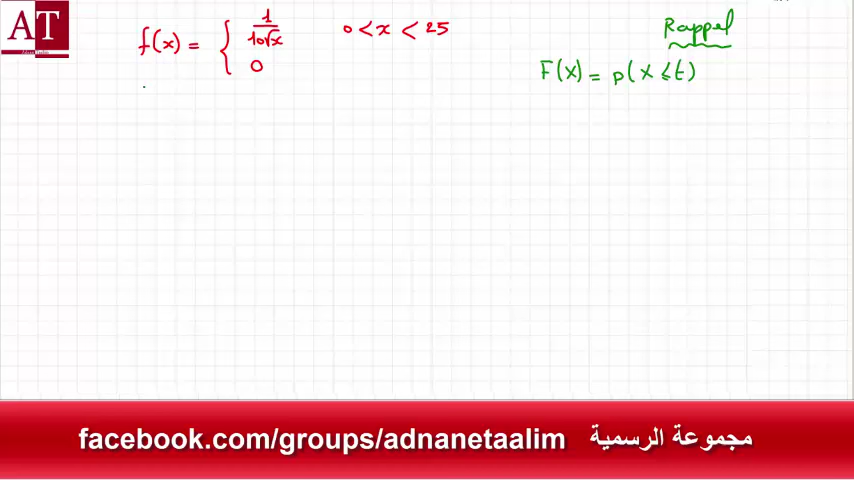 AT
f(x) = { 1/10√x 0 < x < 25
0
Rappel
F(x) = p(X ≤ t)
facebook.com/groups/adnanetaalim مجموعة الرسمية